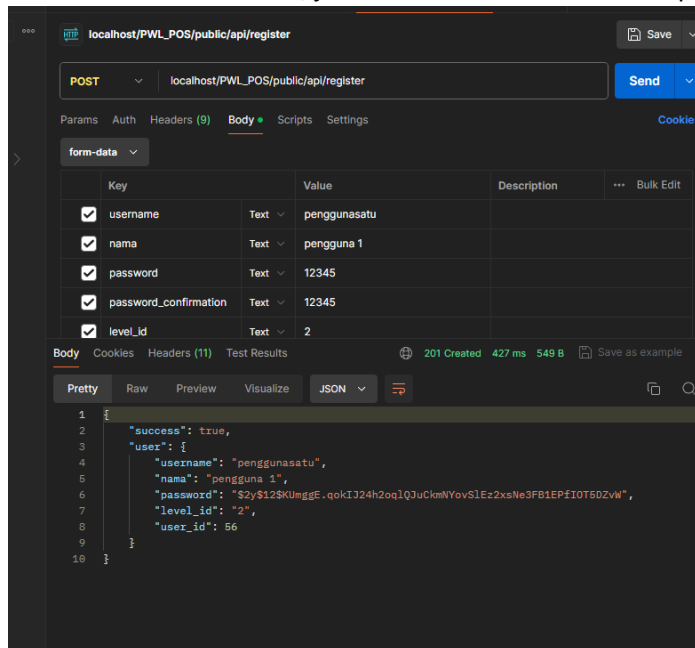 HTTP localhost/PWL_POS/public/api/register Save
POST localhost/PWL_POS/public/api/register Send
Params Auth Headers (9) Body Scripts Settings Cookie
form-data
Key Value Description Bulk Edit
username Text penggunasatu
nama Text pengguna 1
password Text 12345
password_confirmation Text 12345
level_id Text 2
Body Cookies Headers (11) Test Results 201 Created 427 ms 549 B Save as example
Pretty Raw Preview Visualize JSON
1 {
2 "success": true,
3 "user": {
4 "username": "penggunasatu",
5 "nama": "pengguna 1",
6 "password": "$2y$12$KUmggE.qokIJ24h2oqlQJuCkmNYovSlEz2xsNe3FB1EPfIOT5DZvW",
7 "level_id": "2",
8 "user_id": 56
9 }
10 }